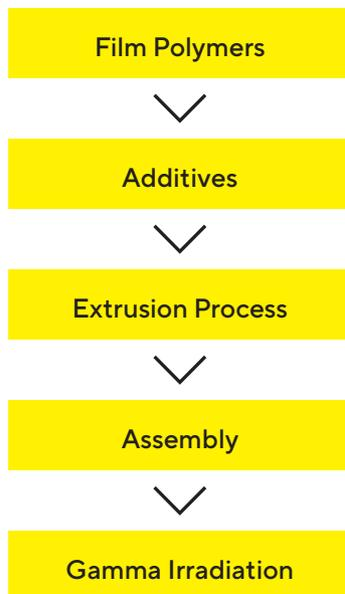 Film Polymers
Additives
Extrusion Process
Assembly
Gamma Irradiation